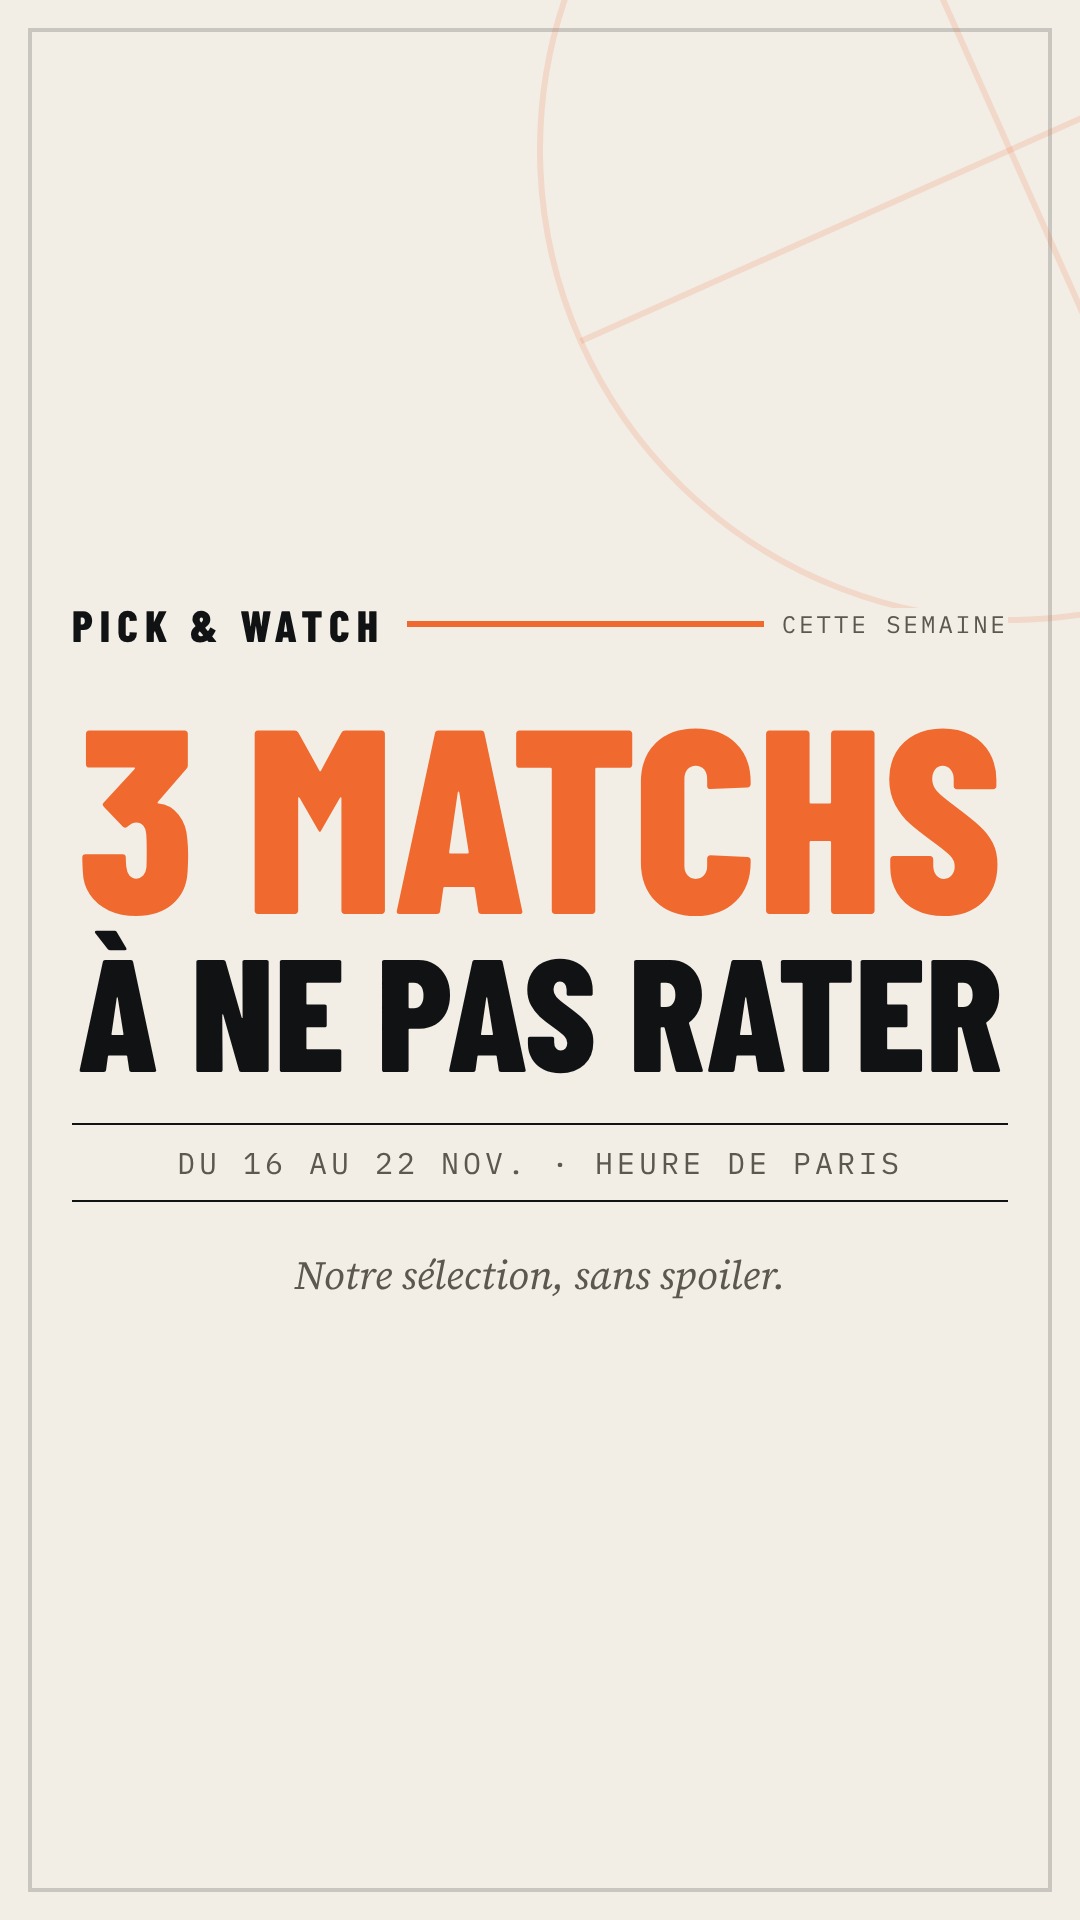 PICK & WATCH
CETTE SEMAINE
3 MATCHS
À NE PAS RATER
DU 16 AU 22 NOV. · HEURE DE PARIS
Notre sélection, sans spoiler.